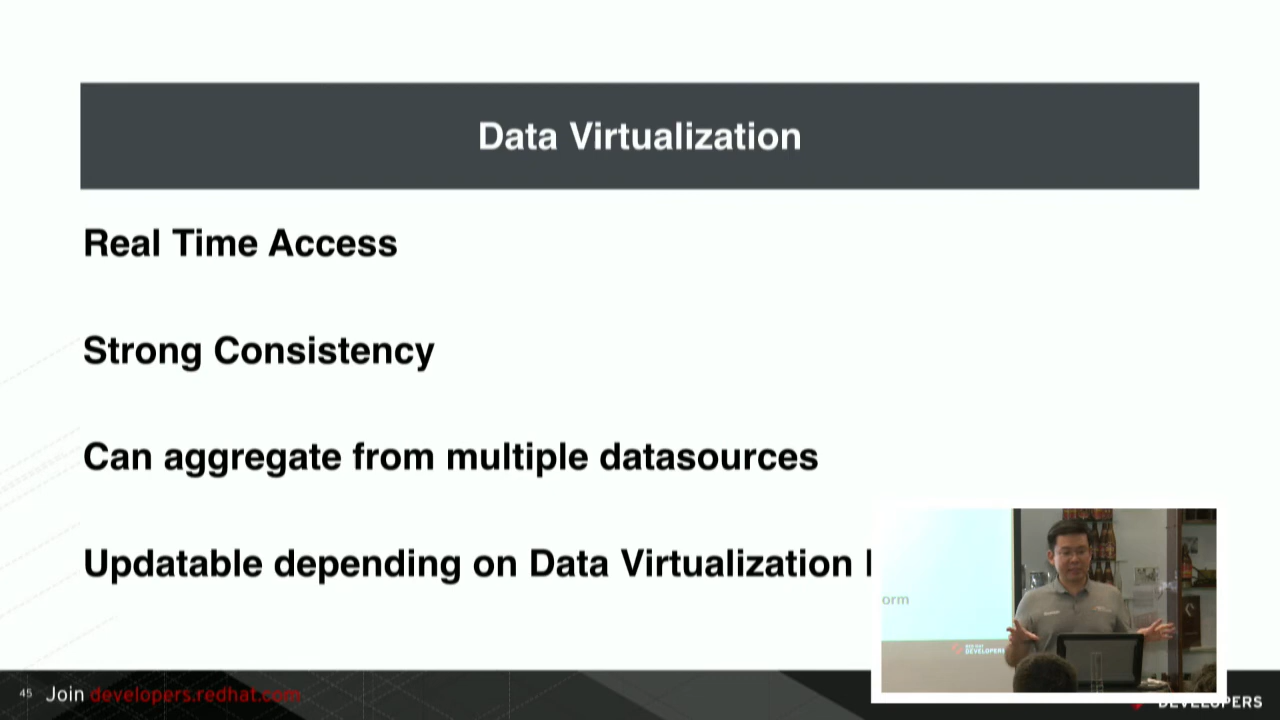 Data Virtualization
Real Time Access
Strong Consistency
Can aggregate from multiple datasources
Updatable depending on Data Virtualization
orm
DEVELOPERS
45 Join developers.redhat.com
DEVELOPERS